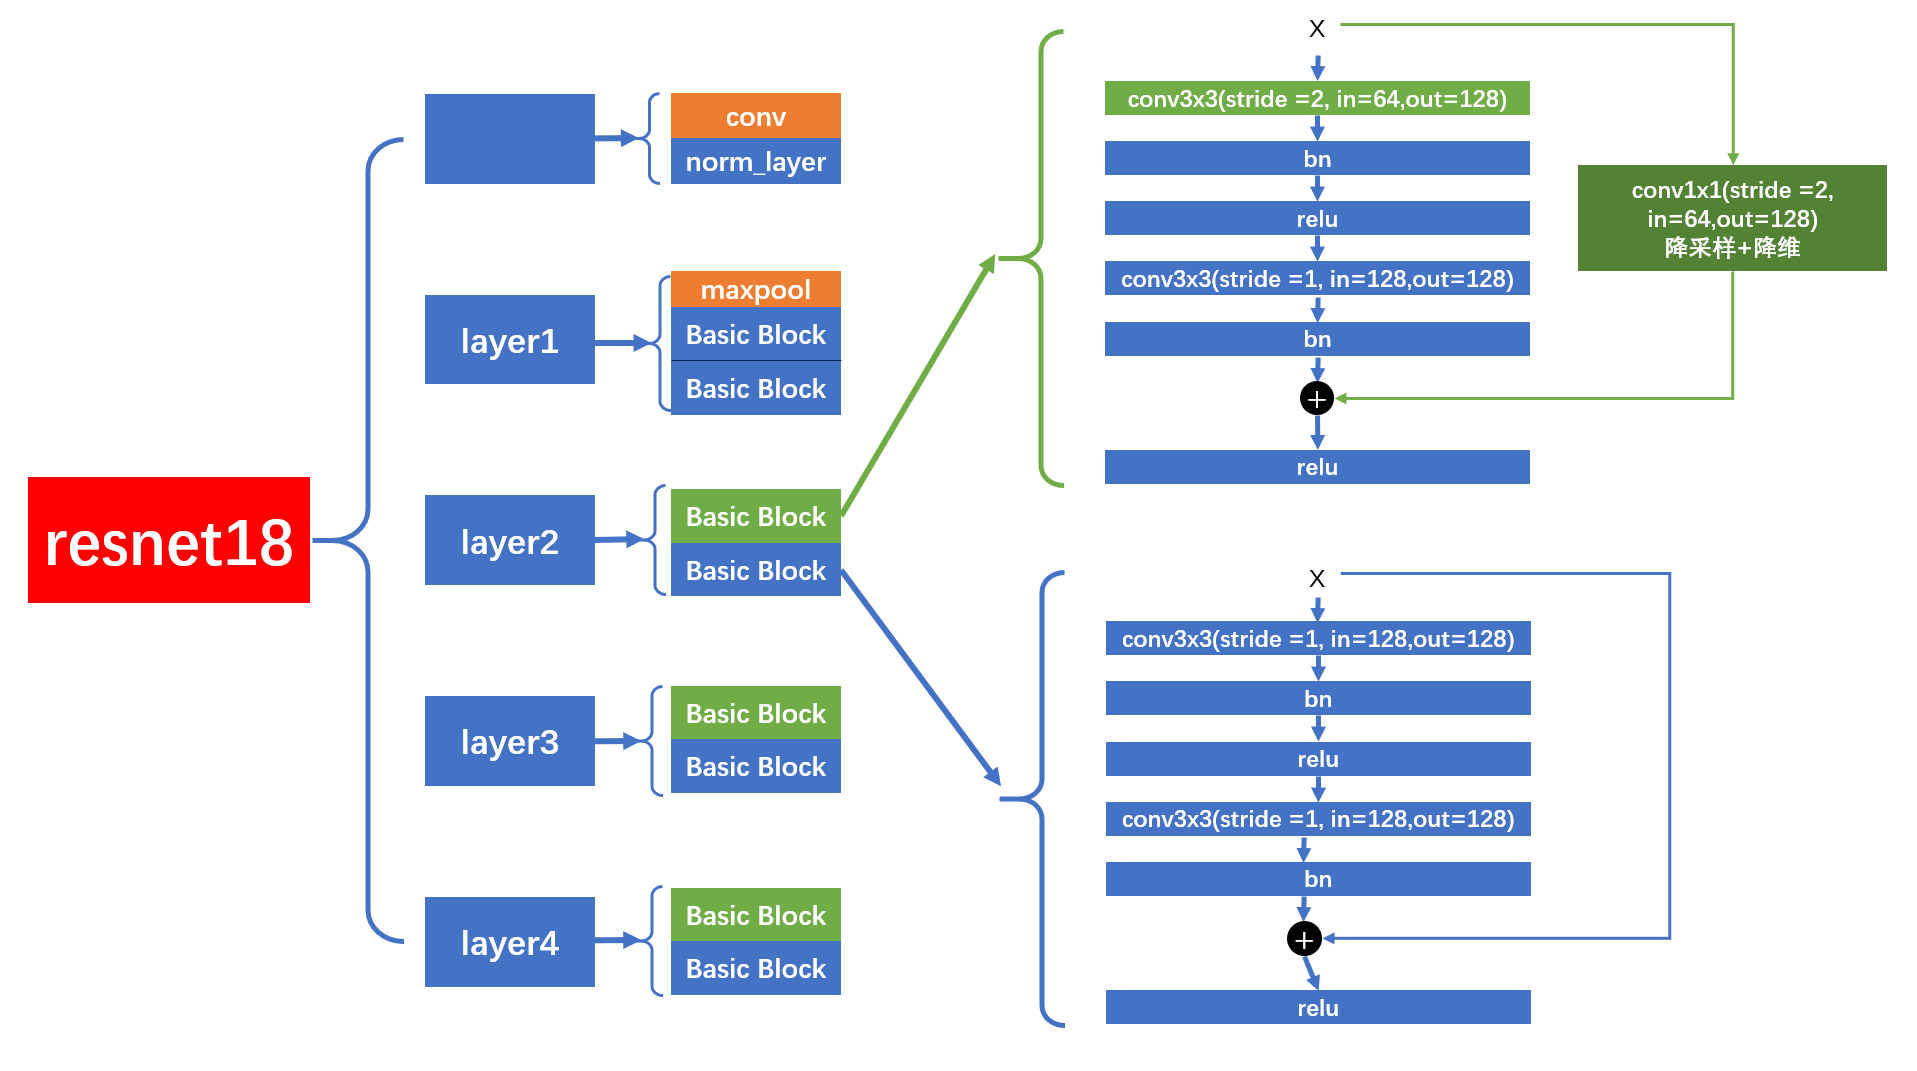 resnet18
conv
norm_layer
layer1
maxpool
Basic Block
Basic Block
layer2
Basic Block
Basic Block
layer3
Basic Block
Basic Block
layer4
Basic Block
Basic Block
X
conv3x3(stride =2, in=64,out=128)
bn
relu
conv3x3(stride =1, in=128,out=128)
bn
+
relu
conv1x1(stride =2,
in=64,out=128)
降采样+降维
X
conv3x3(stride =1, in=128,out=128)
bn
relu
conv3x3(stride =1, in=128,out=128)
bn
+
relu